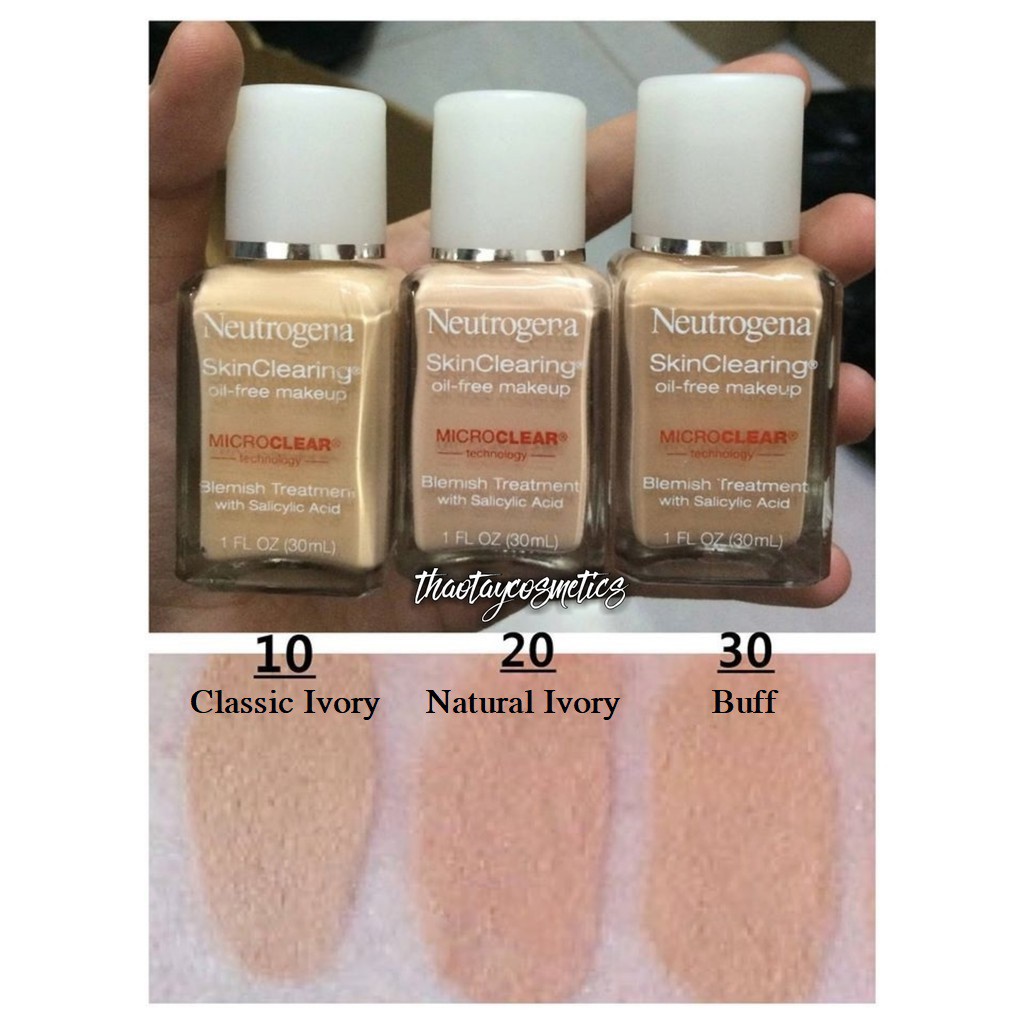 Neutrogena
SkinClearing®
oil-free makeup
MICROCLEAR®
technology
Blemish Treatment
with Salicylic Acid
1 FL OZ (30mL)
Neutrogena
SkinClearing®
oil-free makeup
MICROCLEAR®
technology
Blemish Treatment
with Salicylic Acid
1 FL OZ (30mL)
Neutrogena
SkinClearing®
oil-free makeup
MICROCLEAR®
technology
Blemish Treatment
with Salicylic Acid
1 FL OZ (30mL)
thaotaycosmetics
10
Classic Ivory
20
Natural Ivory
30
Buff